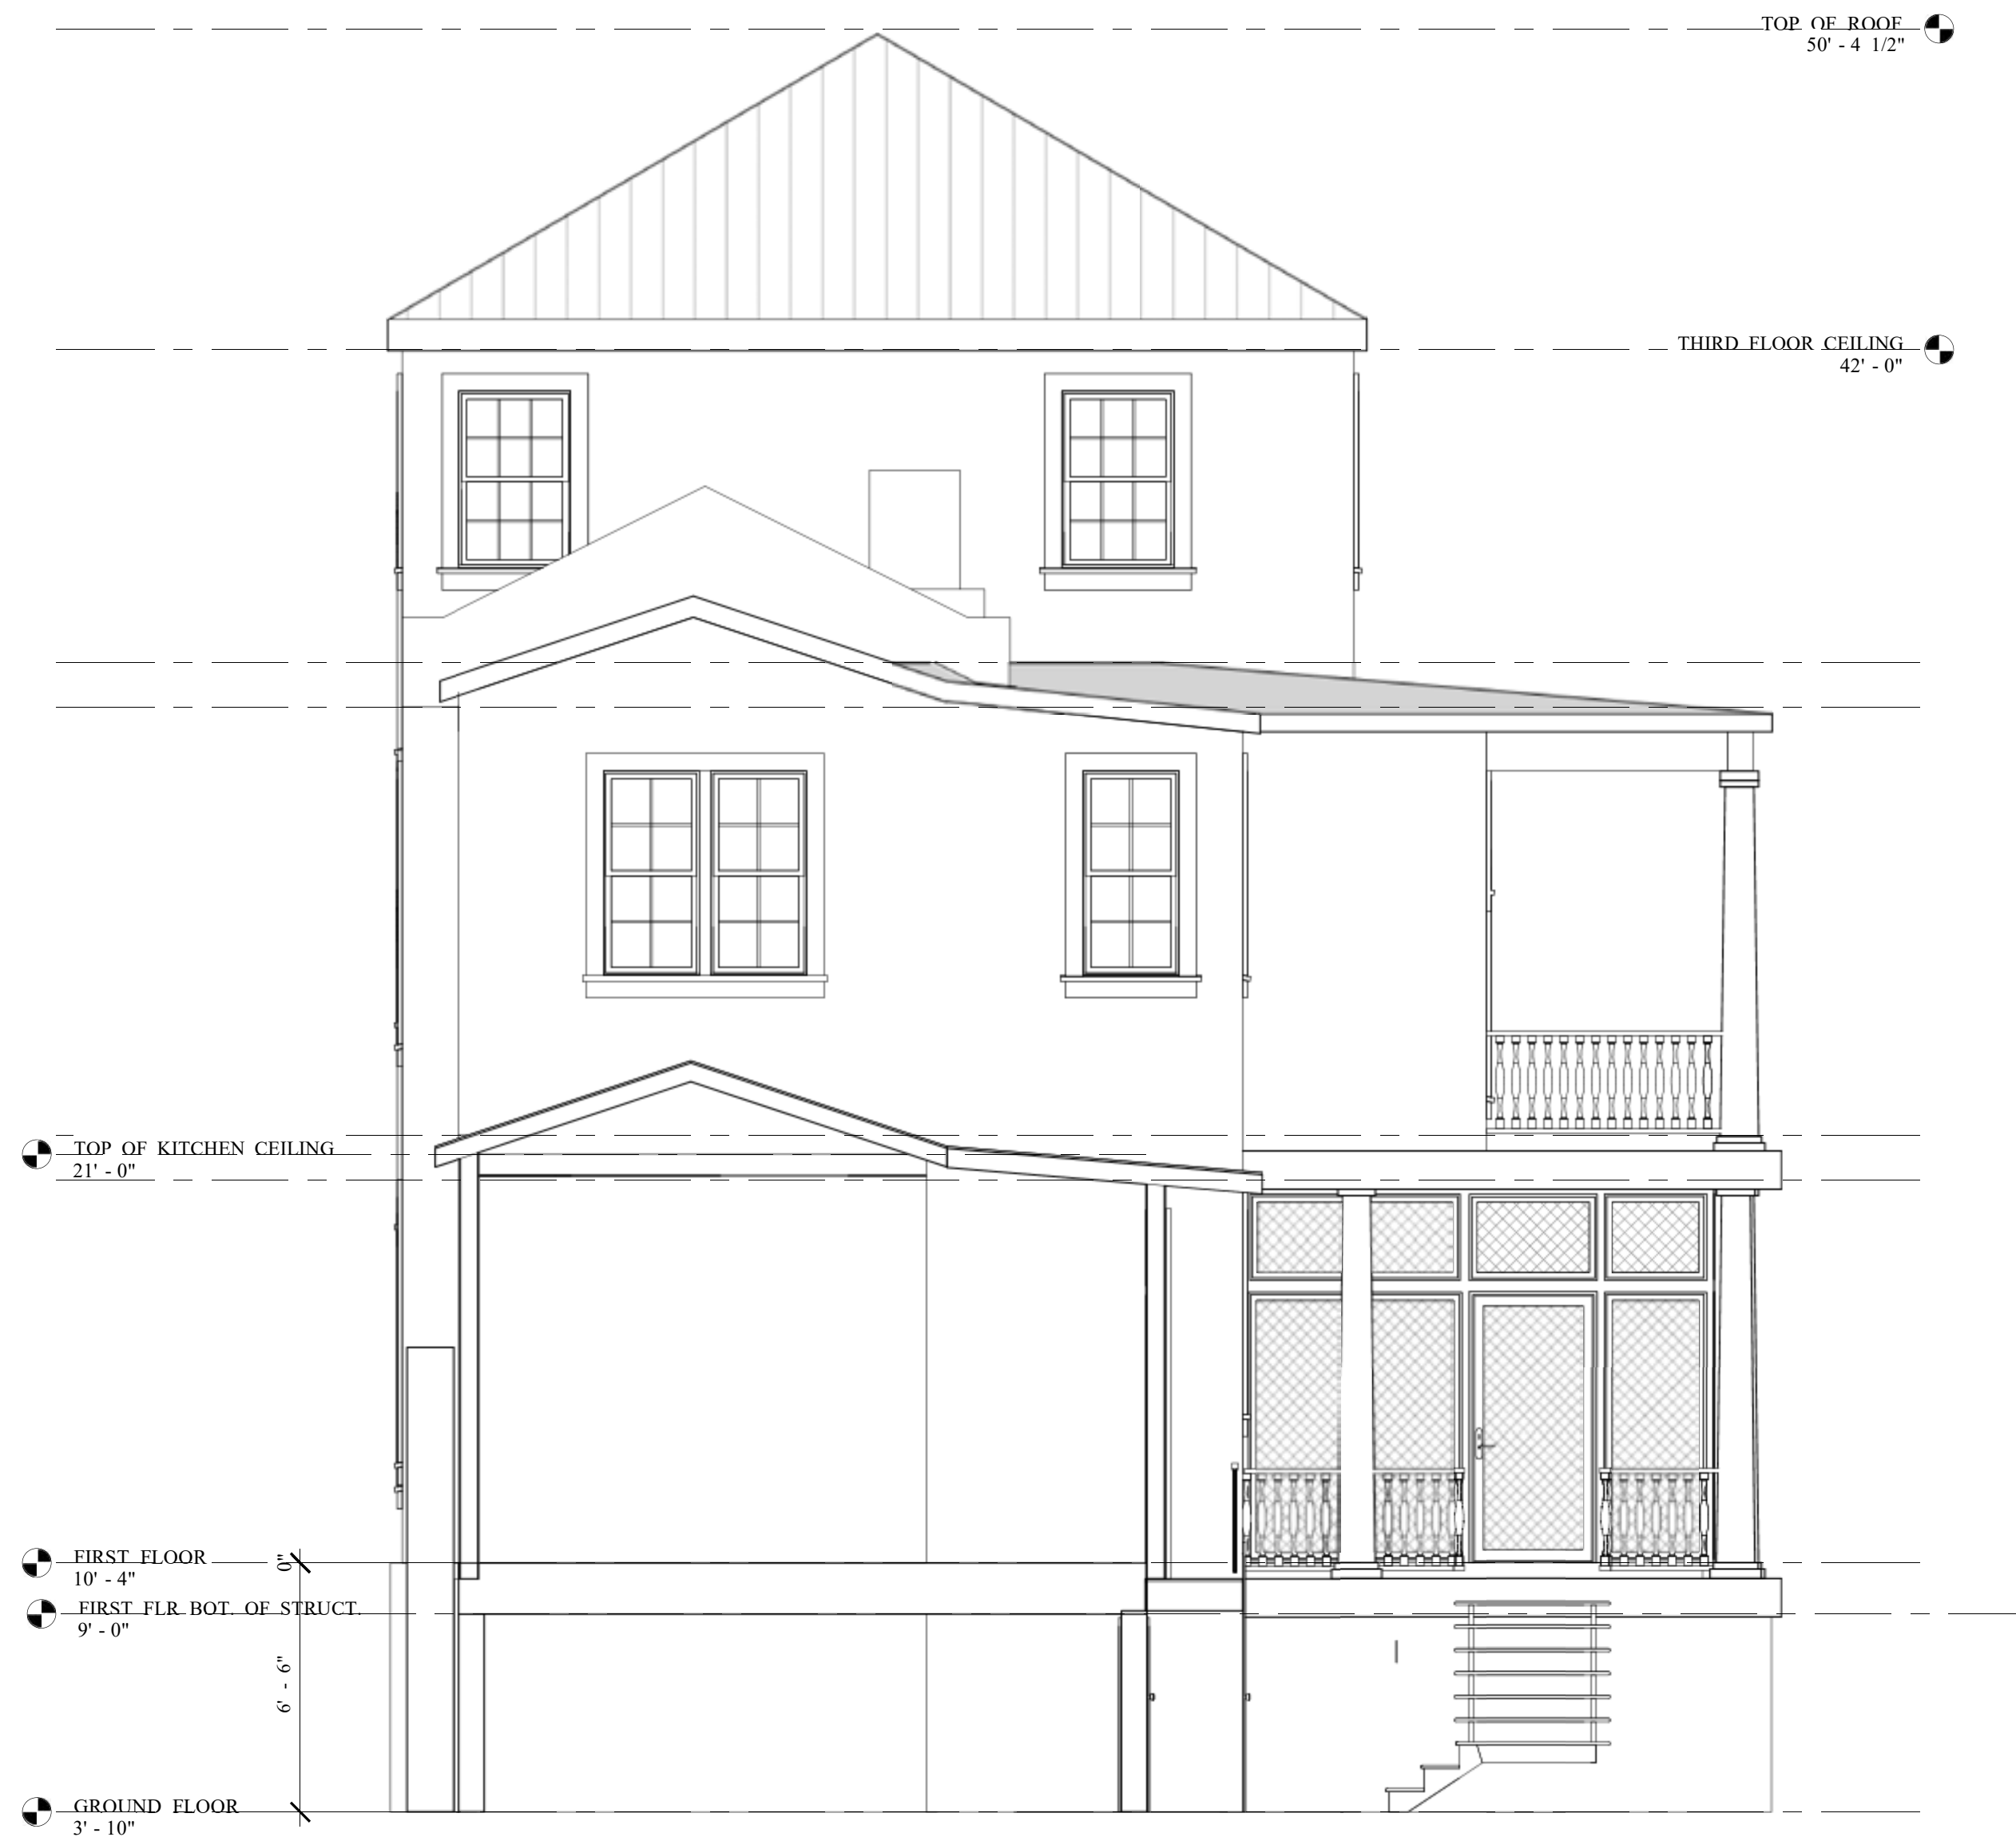 TOP OF ROOF
50' - 4 1/2"
THIRD FLOOR CEILING
42' - 0"
TOP OF KITCHEN CEILING
21' - 0"
FIRST FLOOR
10' - 4"
0"
FIRST FLR BOT. OF STRUCT.
9' - 0"
6' - 6"
GROUND FLOOR
3' - 10"